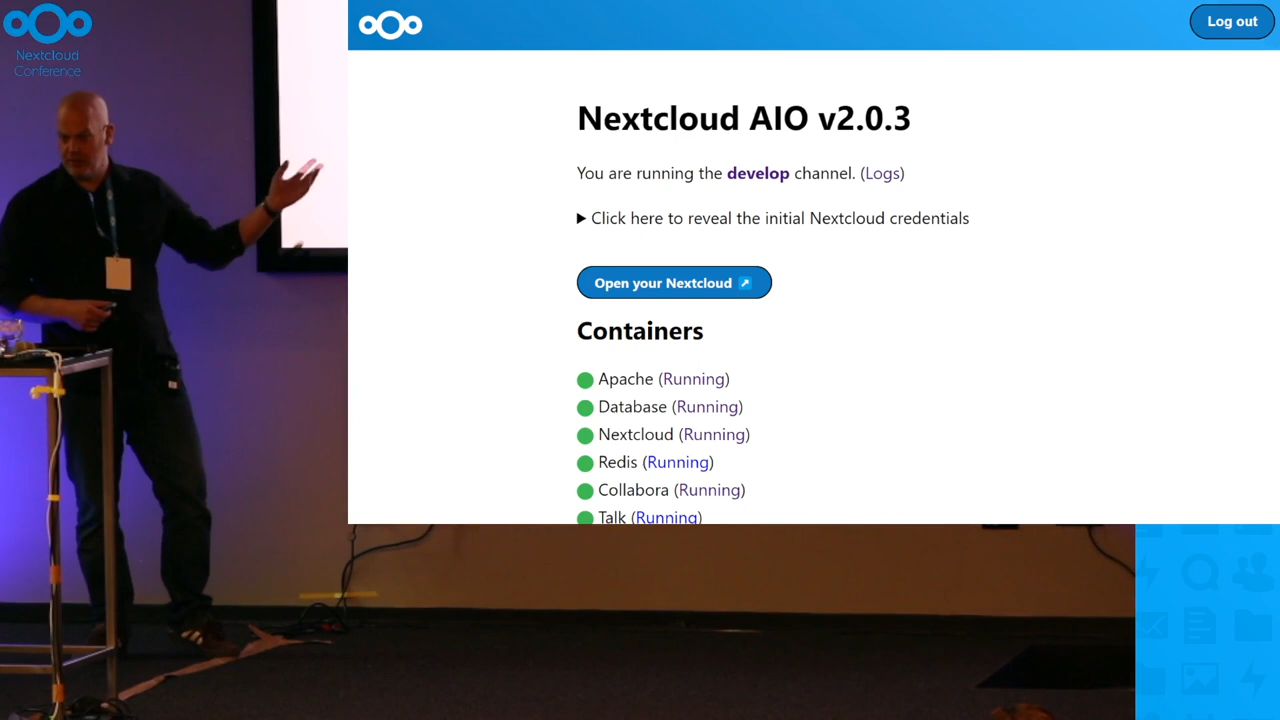 Nextcloud
Conference
Log out
Nextcloud AIO v2.0.3
You are running the develop channel. (Logs)
Click here to reveal the initial Nextcloud credentials
Open your Nextcloud
Containers
Apache (Running)
Database (Running)
Nextcloud (Running)
Redis (Running)
Collabora (Running)
Talk (Running)